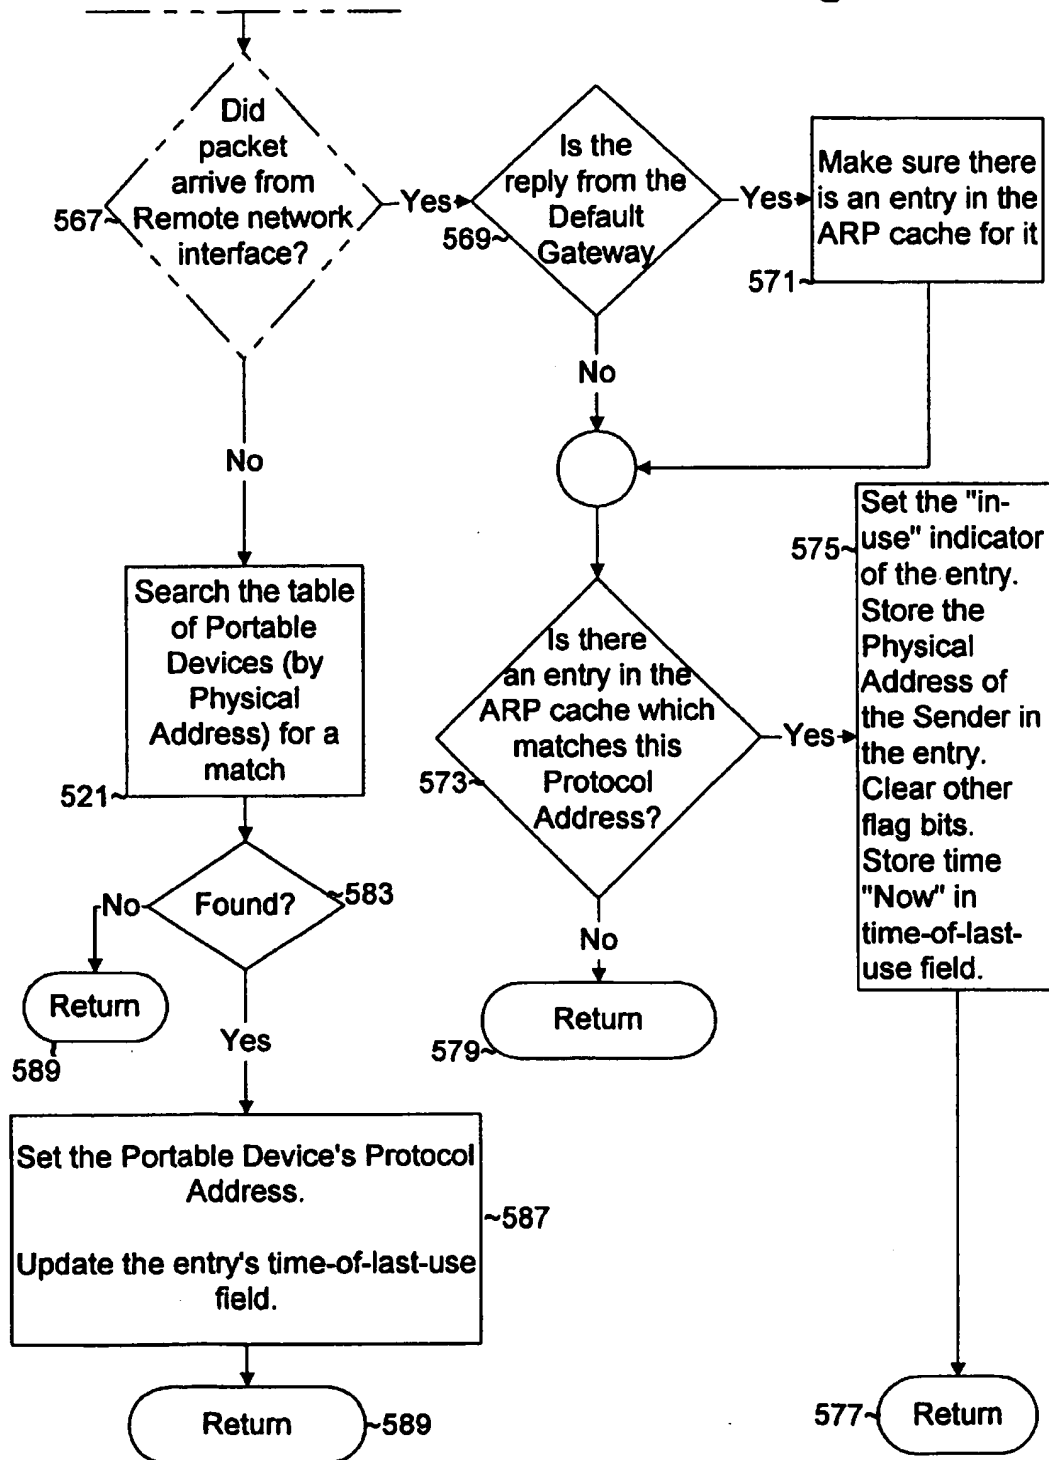 Did
packet
arrive from
Remote network
interface?
567~
Yes
Is the
reply from the
Default
Gateway
569~
Yes
Make sure there
is an entry in the
ARP cache for it
571~
No
No
Search the table
of Portable
Devices (by
Physical
Address) for a
match
521~
Is there
an entry in the
ARP cache which
matches this
Protocol
Address?
573~
Yes
575~
Set the "in-
use" indicator
of the entry.
Store the
Physical
Address of
the Sender in
the entry.
Clear other
flag bits.
Store time
"Now" in
time-of-last-
use field.
Found?
~583
No
Return
589
Yes
No
Return
579~
Set the Portable Device's Protocol
Address.
Update the entry's time-of-last-use
field.
~587
Return
~589
577~
Return